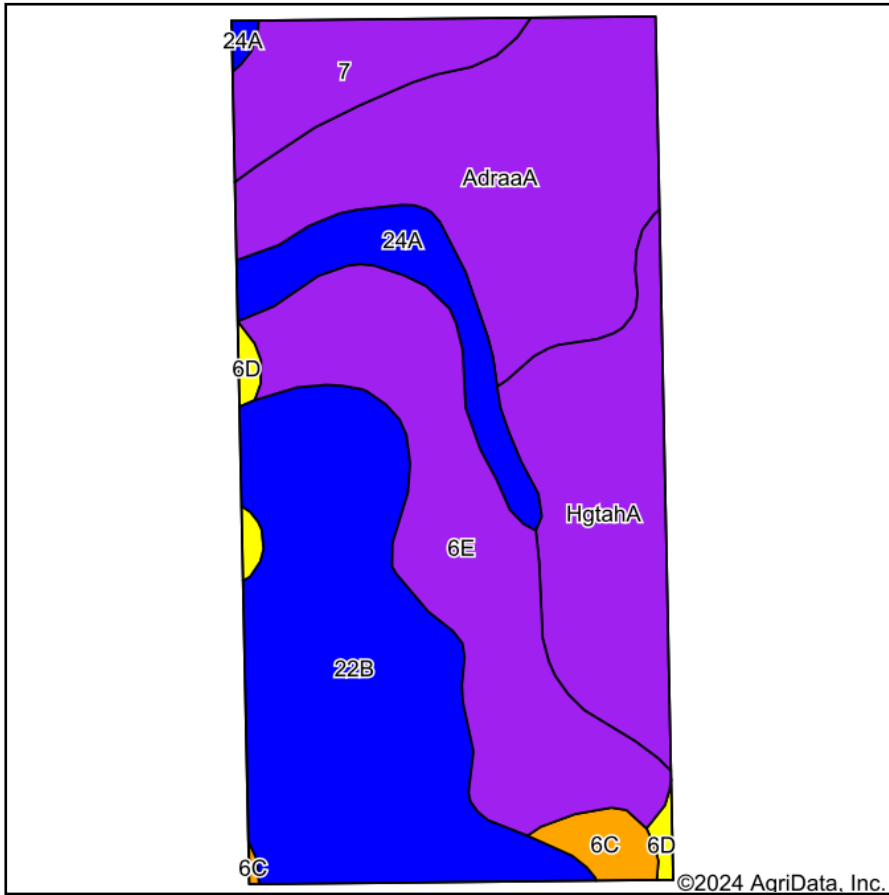 24A
7
AdraaA
24A
6D
HgtahA
6E
22B
6C
6D
6C
©2024 AgriData, Inc.